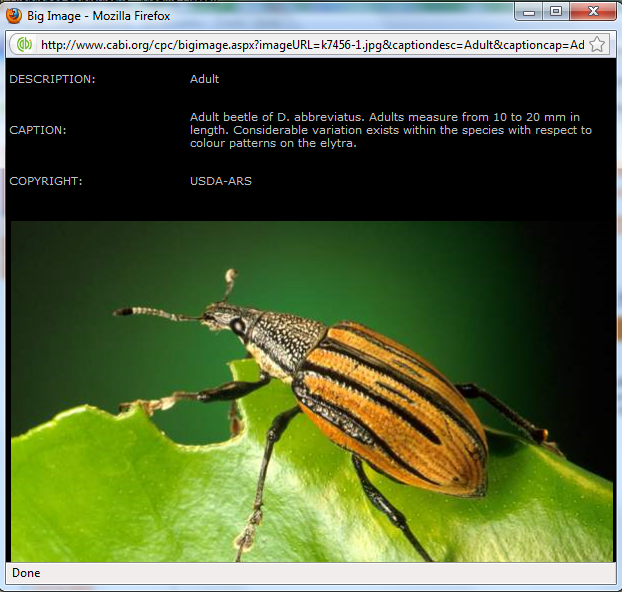 Big Image - Mozilla Firefox
http://www.cabi.org/cpc/bigimage.aspx?imageURL=k7456-1.jpg&captiondesc=Adult&captioncap=Ad
DESCRIPTION: Adult
Adult beetle of D. abbreviatus. Adults measure from 10 to 20 mm in
CAPTION: length. Considerable variation exists within the species with respect to
colour patterns on the elytra.
COPYRIGHT: USDA-ARS
Done